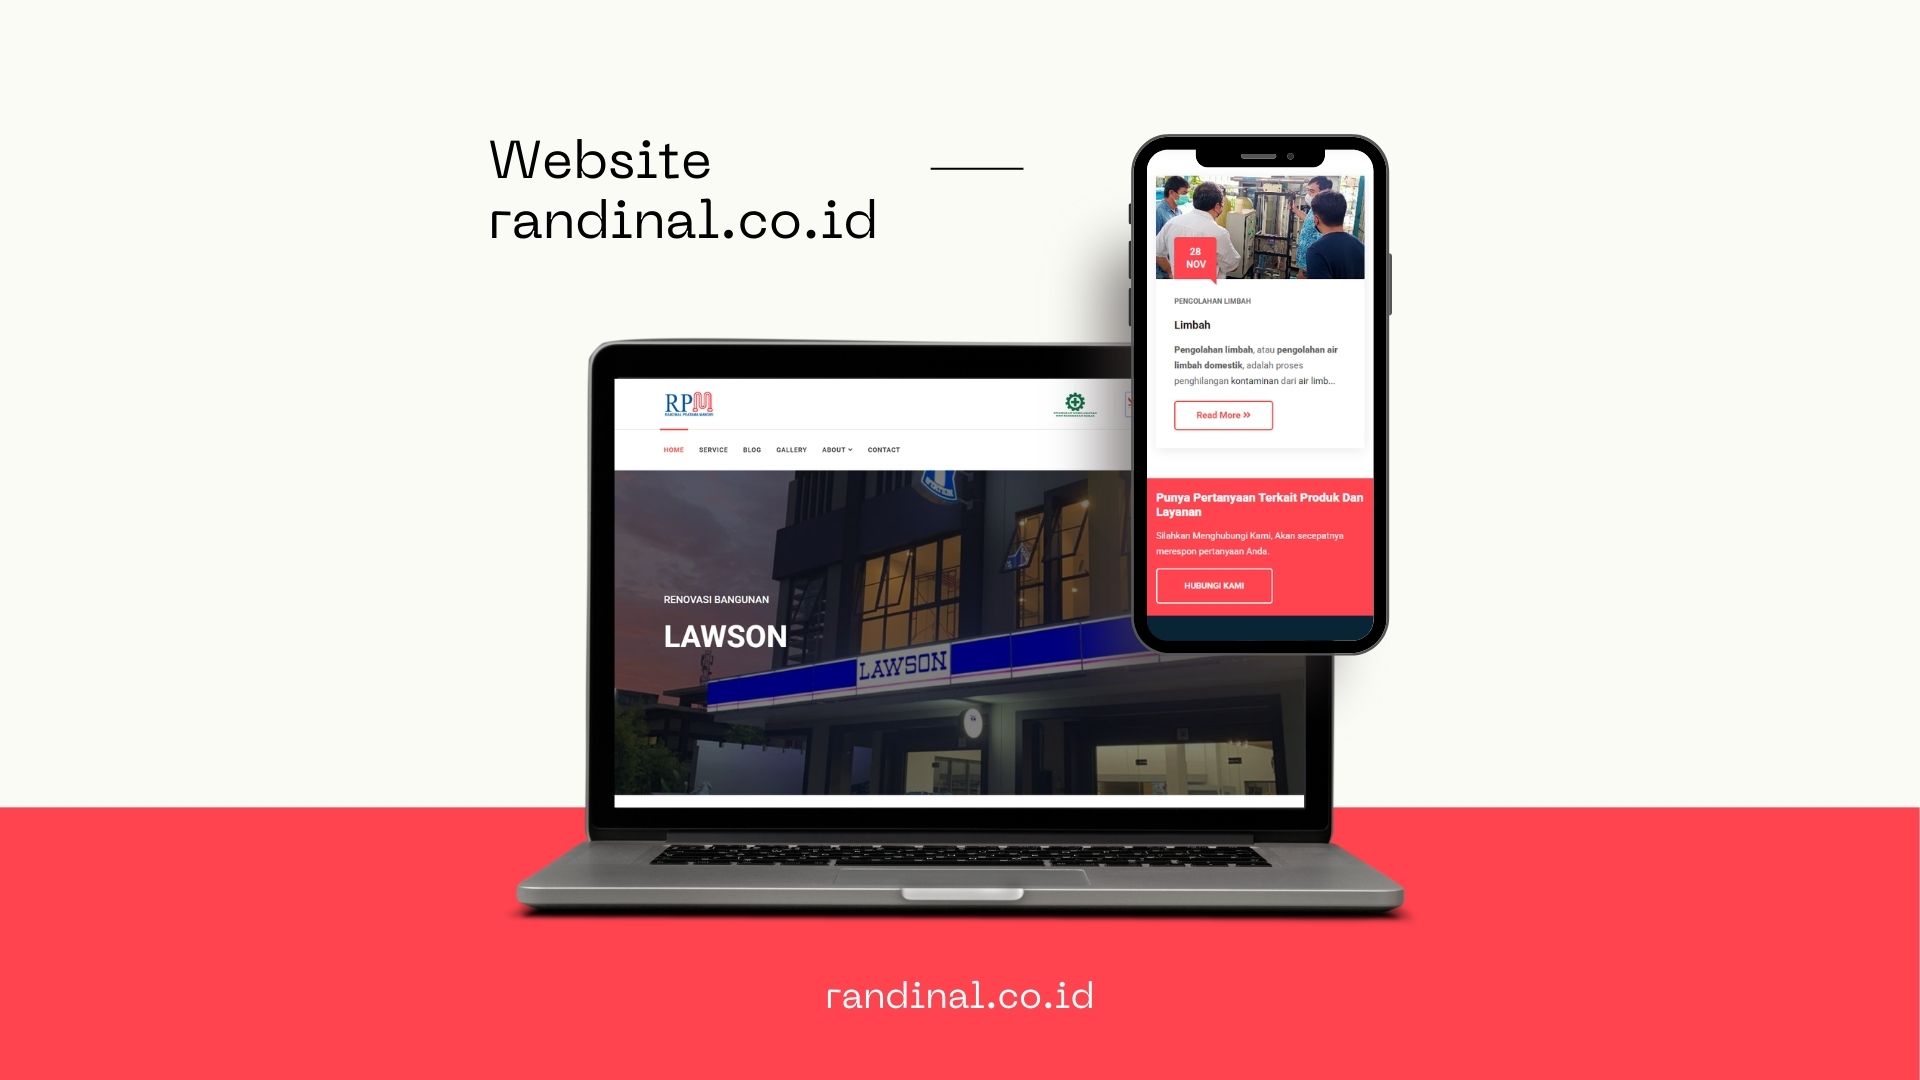 Website
randinal.co.id
28
NOV
PENGOLAHAN LIMBAH
Limbah
Pengolahan limbah, atau pengolahan air
limbah domestik, adalah proses
penghilangan kontaminan dari air limb...
Read More »
Punya Pertanyaan Terkait Produk Dan
Layanan
Silahkan Menghubungi Kami, Akan secepatnya
merespon pertanyaan Anda.
HUBUNGI KAMI
RPM
RANDINAL PRATAMA MANDIRI
HOME SERVICE BLOG GALLERY ABOUT CONTACT
STATION
RENOVASI BANGUNAN
LAWSON
LAWSON
randinal.co.id